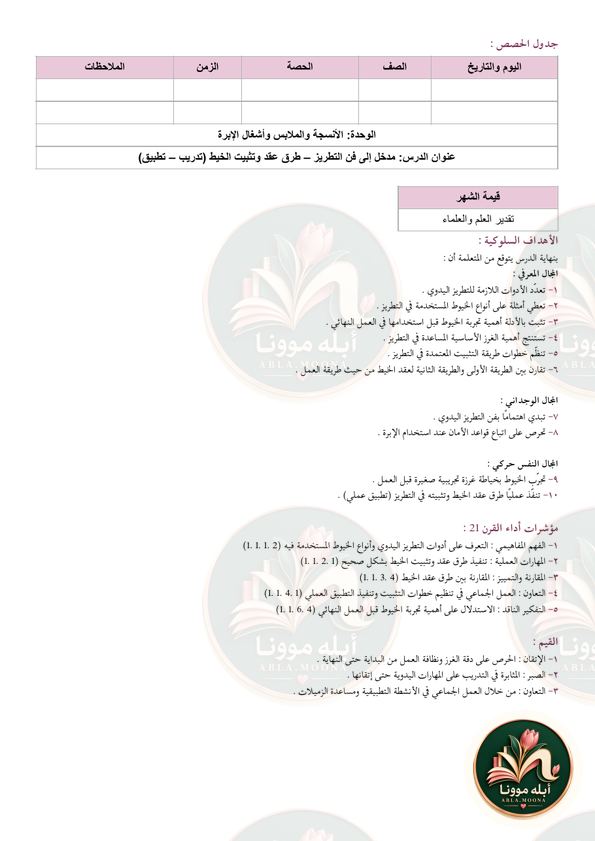 جدول الحصص :
اليوم والتاريخ الصف الحصة الزمن الملاحظات
الوحدة: الأنسجة والملابس وأشغال الإبرة
عنوان الدرس: مدخل إلى فن التطريز – طرق عقد وتثبيت الخيط (تدريب – تطبيق)
قيمة الشهر
تقدير العلم والعلماء
الأهداف السلوكية :
بنهاية الدرس يتوقع من المتعلمة أن :
المجال المعرفي :
١- تعدّد الأدوات اللازمة للتطريز اليدوي .
٢- تعطي أمثلة على أنواع الخيوط المستخدمة في التطريز .
٣- تثبت بالأدلة أهمية تجربة الخيوط قبل استخدامها في العمل النهائي .
٤- تستنتج أهمية الغرز الأساسية المساعدة في التطريز .
٥- تنظّم خطوات طريقة التثبيت المعتمدة في التطريز .
٦- تقارن بين الطريقة الأولى والطريقة الثانية لعقد الخيط من حيث طريقة العمل .
المجال الوجداني :
٧- تبدي اهتمامًا بفن التطريز اليدوي .
٨- تحرص على اتباع قواعد الأمان عند استخدام الإبرة .
المجال النفس حركي :
٩- تجرّب الخيوط بخياطة غرزة تجريبية صغيرة قبل العمل .
١٠- تنفّذ عمليًا طرق عقد الخيط وتثبيته في التطريز (تطبيق عملي) .
مؤشرات أداء القرن 21 :
١- الفهم المفاهيمي : التعرف على أدوات التطريز اليدوي وأنواع الخيوط المستخدمة فيه (1. 1. 1. 2)
٢- المهارات العملية : تنفيذ طرق عقد وتثبيت الخيط بشكل صحيح (1. 1. 2. 1)
٣- المقارنة والتمييز : المقارنة بين طرق عقد الخيط (1. 1. 3. 4)
٤- التعاون : العمل الجماعي في تنظيم خطوات التثبيت وتنفيذ التطبيق العملي (1. 1. 4. 1)
٥- التفكير الناقد : الاستدلال على أهمية تجربة الخيوط قبل العمل النهائي (1. 1. 6. 4)
القيم :
١- الإتقان : الحرص على دقة الغرز ونظافة العمل من البداية حتى النهاية .
٢- الصبر : المثابرة في التدريب على المهارات اليدوية حتى إتقانها .
٣- التعاون : من خلال العمل الجماعي في الأنشطة التطبيقية ومساعدة الزميلات .
أبله موونا
ABLA.MOONA